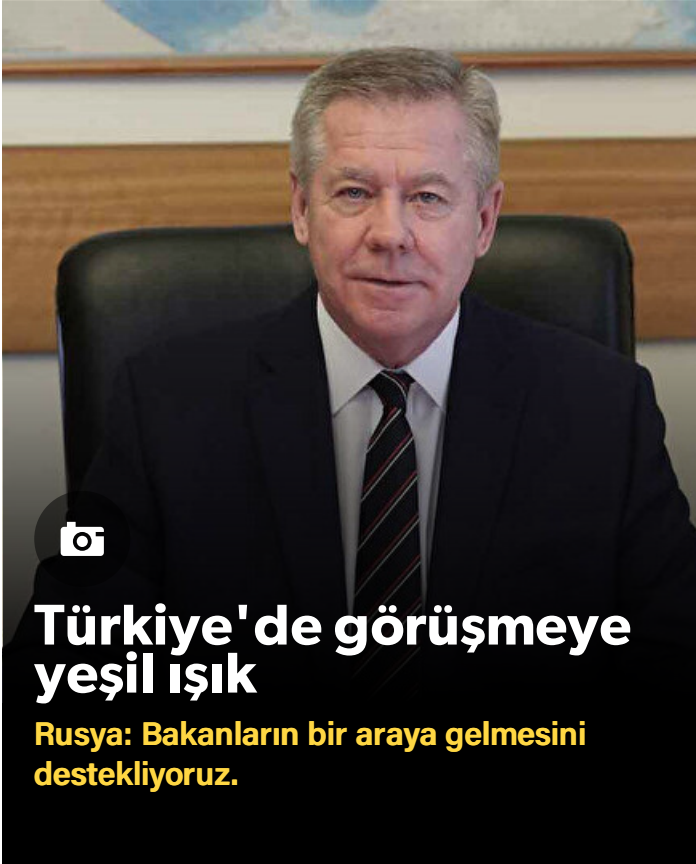 Türkiye'de görüşmeye
yeşil ışık
Rusya: Bakanların bir araya gelmesini
destekliyoruz.